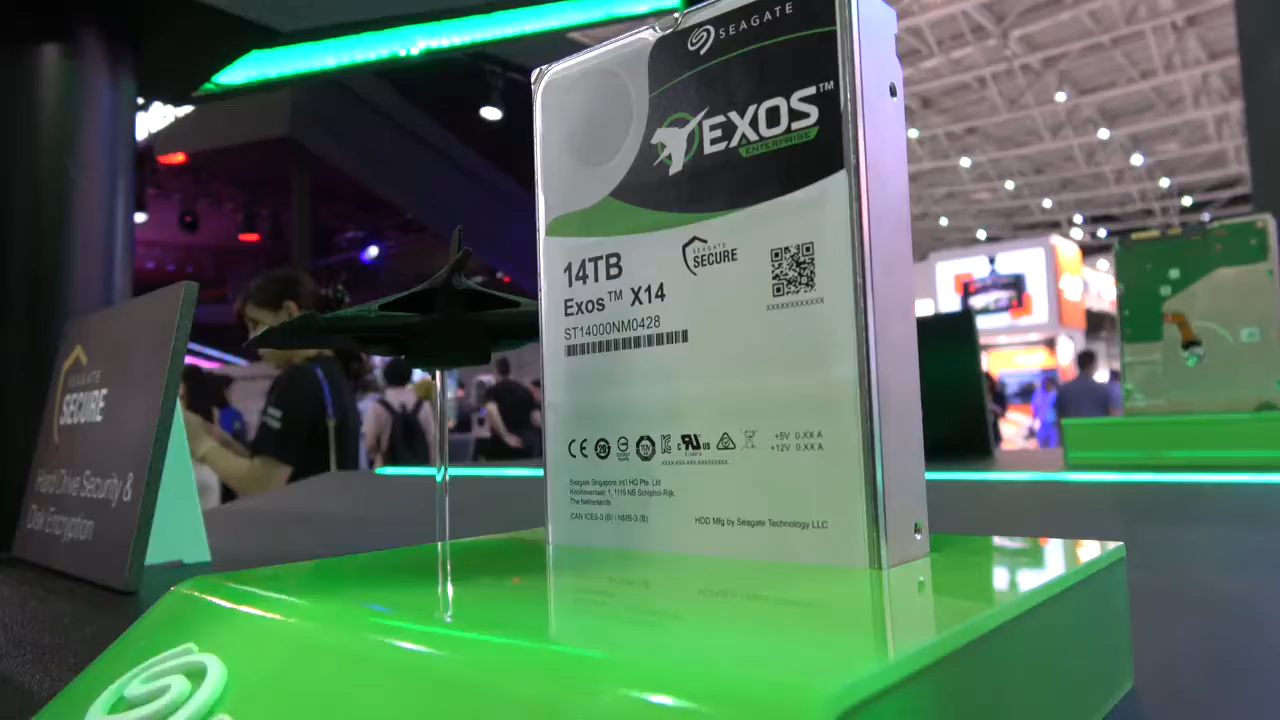 SEAGATE
EXOS™
ENTERPRISE
14TB
Exos™ X14
ST14000NM0428
SEAGATE
SECURE
XXXXXXXXXXXX
+5V 0.XX A
+12V 0.XX A
Seagate Singapore Int'l HQ Pte. Ltd
Koolhovenlaan 1, 1119 NB Schiphol-Rijk,
The Netherlands
CAN ICES-3 (B) / NMB-3 (B)
HDD Mfg by Seagate Technology LLC
SEAGATE
SECURE
Hard Drive Security &
Disk Encryption